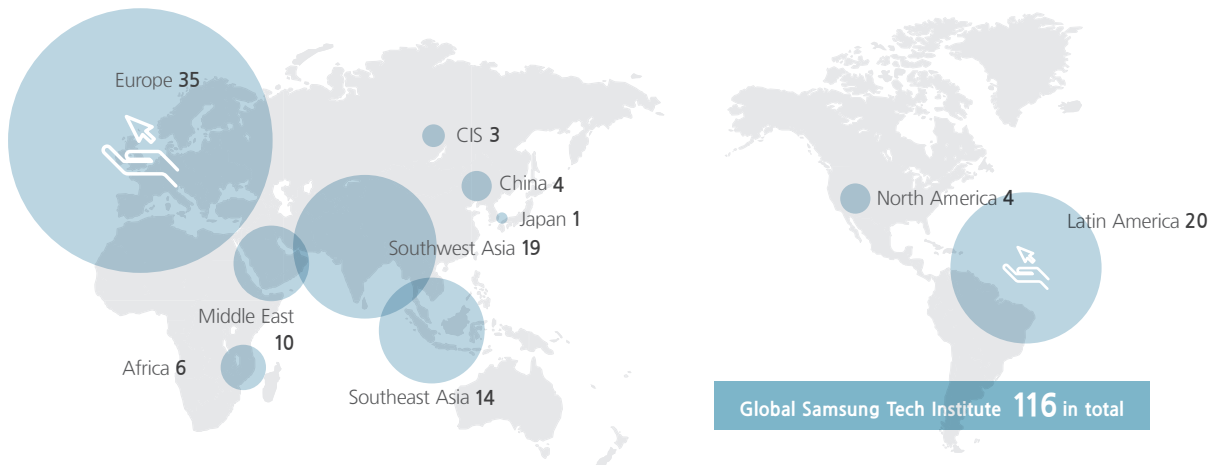 Europe 35
CIS 3
China 4
Japan 1
Southwest Asia 19
Middle East
10
Africa 6
Southeast Asia 14
North America 4
Latin America 20
Global Samsung Tech Institute 116 in total